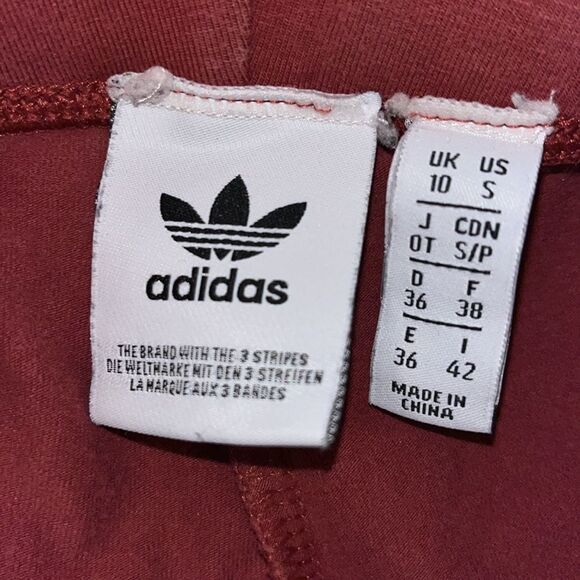 adidas
THE BRAND WITH THE 3 STRIPES
DIE WELTMARKE MIT DEN 3 STREIFEN
LA MARQUE AUX 3 BANDES
UK US
10 S
J CDN
OT S/P
D F
36 38
E I
36 42
MADE IN
CHINA